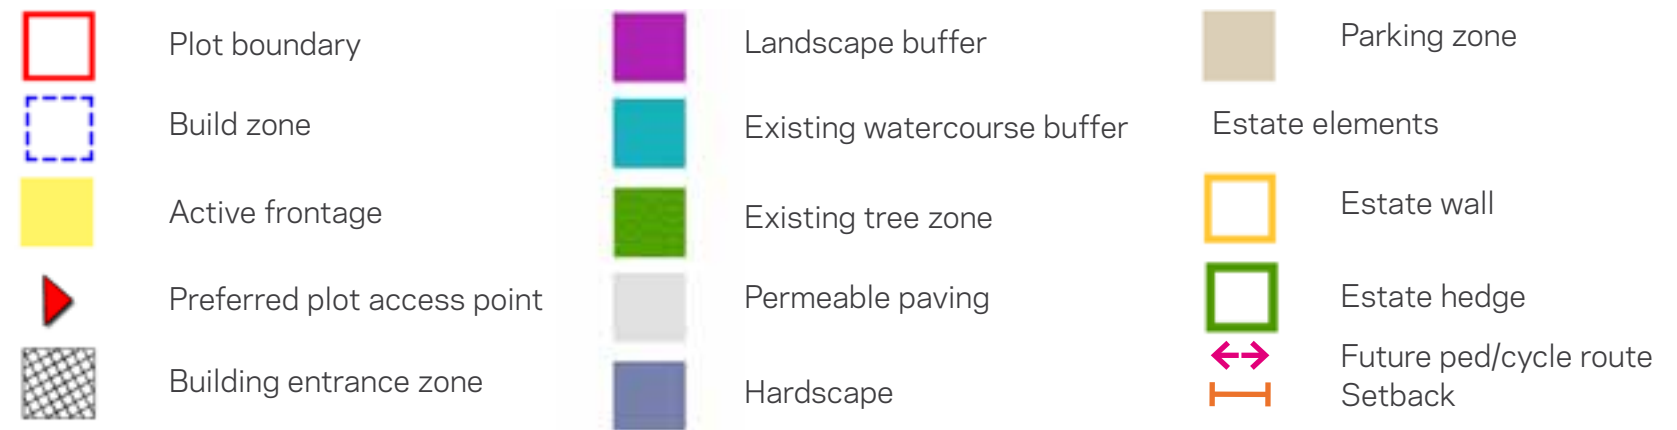 Plot boundary
Build zone
Active frontage
Preferred plot access point
Building entrance zone
Landscape buffer
Existing watercourse buffer
Existing tree zone
Permeable paving
Hardscape
Parking zone
Estate elements
Estate wall
Estate hedge
Future ped/cycle route
Setback